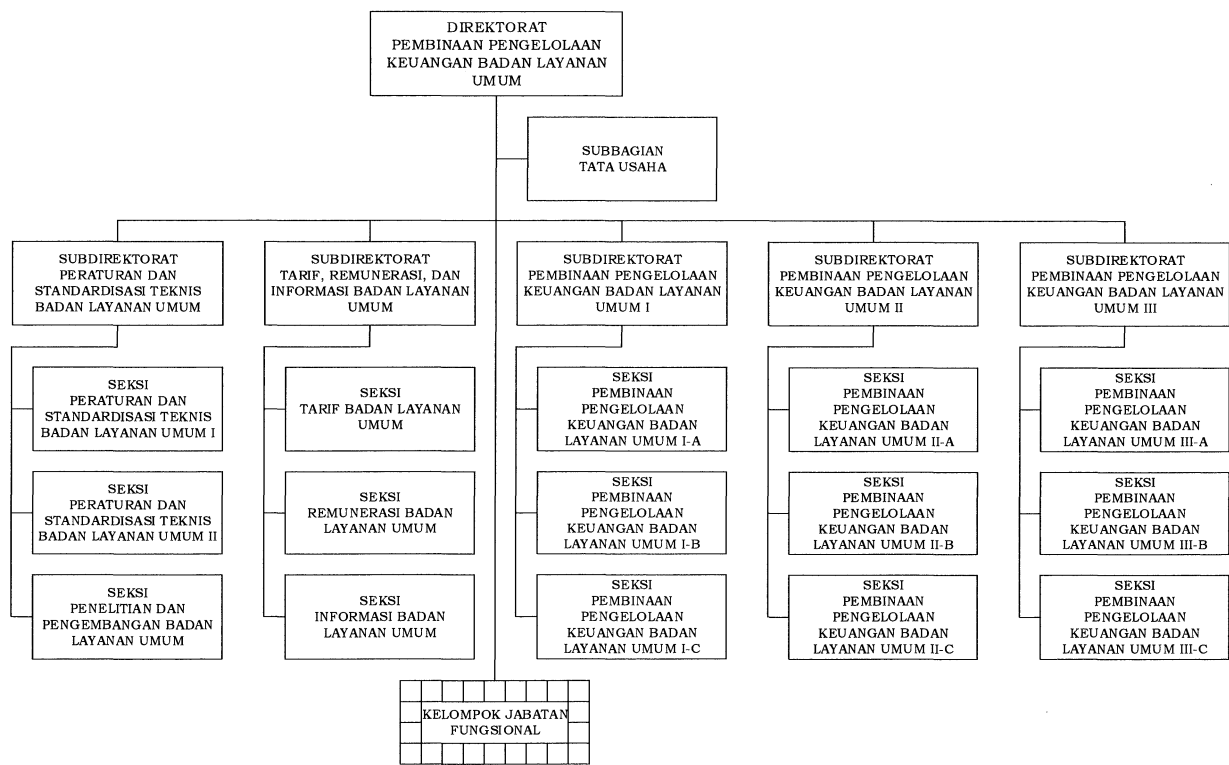 DIREKTORAT
PEMBINAAN PENGELOLAAN
KEUANGAN BADAN LAYANAN
UMUM
SUBBAGIAN
TATA USAHA
SUBDIREKTORAT
PERATURAN DAN
STANDARDISASI TEKNIS
BADAN LAYANAN UMUM
SUBDIREKTORAT
TARIF, REMUNERASI, DAN
INFORMASI BADAN LAYANAN
UMUM
SUBDIREKTORAT
PEMBINAAN PENGELOLAAN
KEUANGAN BADAN LAYANAN
UMUM I
SUBDIREKTORAT
PEMBINAAN PENGELOLAAN
KEUANGAN BADAN LAYANAN
UMUM II
SUBDIREKTORAT
PEMBINAAN PENGELOLAAN
KEUANGAN BADAN LAYANAN
UMUM III
SEKSI
PERATURAN DAN
STANDARDISASI TEKNIS
BADAN LAYANAN UMUM I
SEKSI
TARIF BADAN LAYANAN
UMUM
SEKSI
PEMBINAAN
PENGELOLAAN
KEUANGAN BADAN
LAYANAN UMUM I-A
SEKSI
PEMBINAAN
PENGELOLAAN
KEUANGAN BADAN
LAYANAN UMUM II-A
SEKSI
PEMBINAAN
PENGELOLAAN
KEUANGAN BADAN
LAYANAN UMUM III-A
SEKSI
PERATURAN DAN
STANDARDISASI TEKNIS
BADAN LAYANAN UMUM II
SEKSI
REMUNERASI BADAN
LAYANAN UMUM
SEKSI
PEMBINAAN
PENGELOLAAN
KEUANGAN BADAN
LAYANAN UMUM I-B
SEKSI
PEMBINAAN
PENGELOLAAN
KEUANGAN BADAN
LAYANAN UMUM II-B
SEKSI
PEMBINAAN
PENGELOLAAN
KEUANGAN BADAN
LAYANAN UMUM III-B
SEKSI
PENELITIAN DAN
PENGEMBANGAN BADAN
LAYANAN UMUM
SEKSI
INFORMASI BADAN
LAYANAN UMUM
SEKSI
PEMBINAAN
PENGELOLAAN
KEUANGAN BADAN
LAYANAN UMUM I-C
SEKSI
PEMBINAAN
PENGELOLAAN
KEUANGAN BADAN
LAYANAN UMUM II-C
SEKSI
PEMBINAAN
PENGELOLAAN
KEUANGAN BADAN
LAYANAN UMUM III-C
KELOMPOK JABATAN
FUNGSIONAL